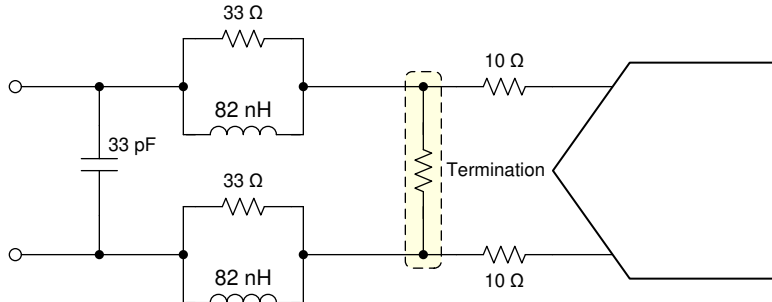 33 Ω
10 Ω
82 nH
33 pF
Termination
33 Ω
82 nH
10 Ω